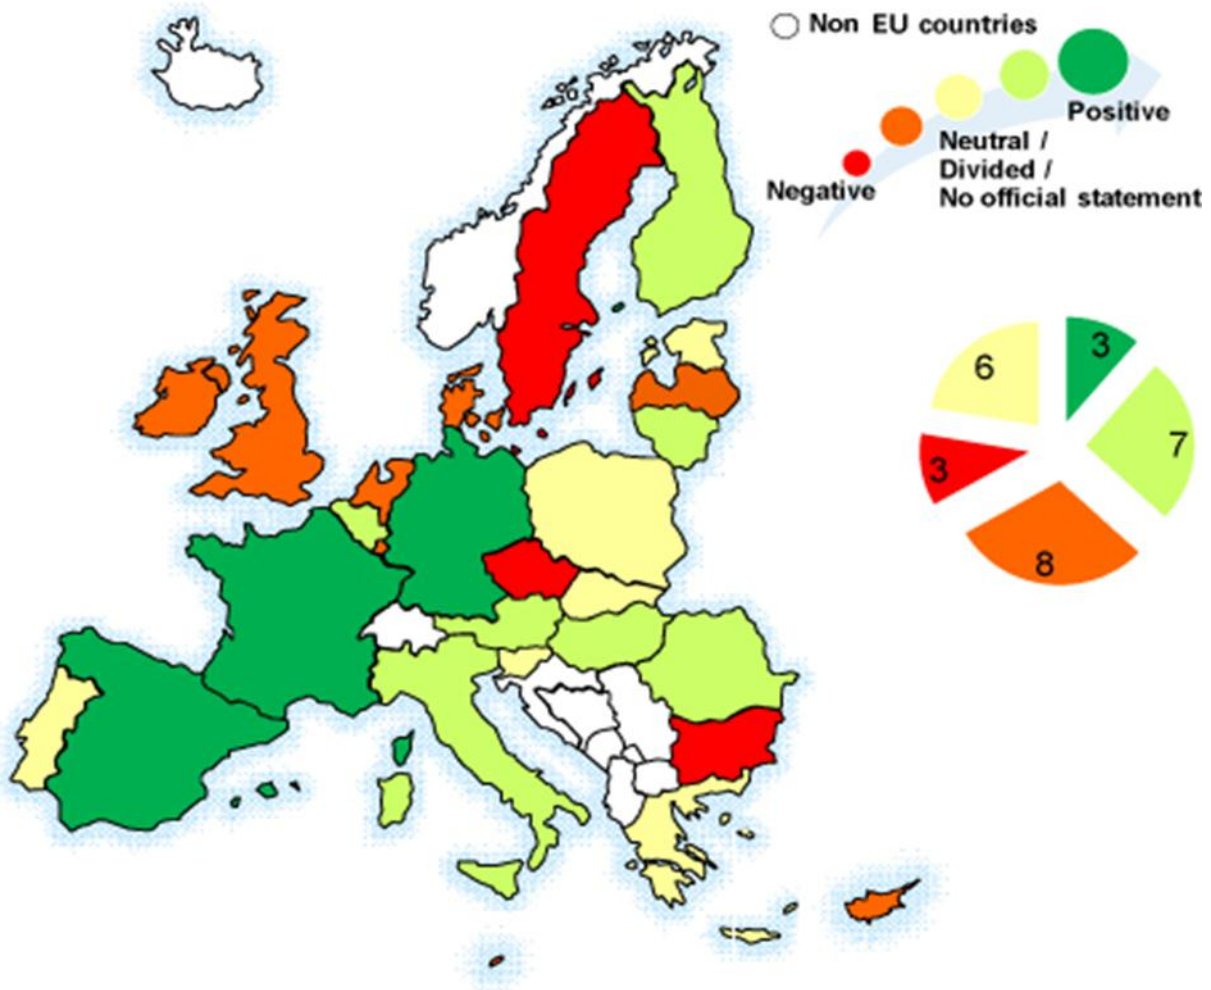 Non EU countries
Positive
Neutral /
Divided /
No official statement
Negative
3
6
7
3
8